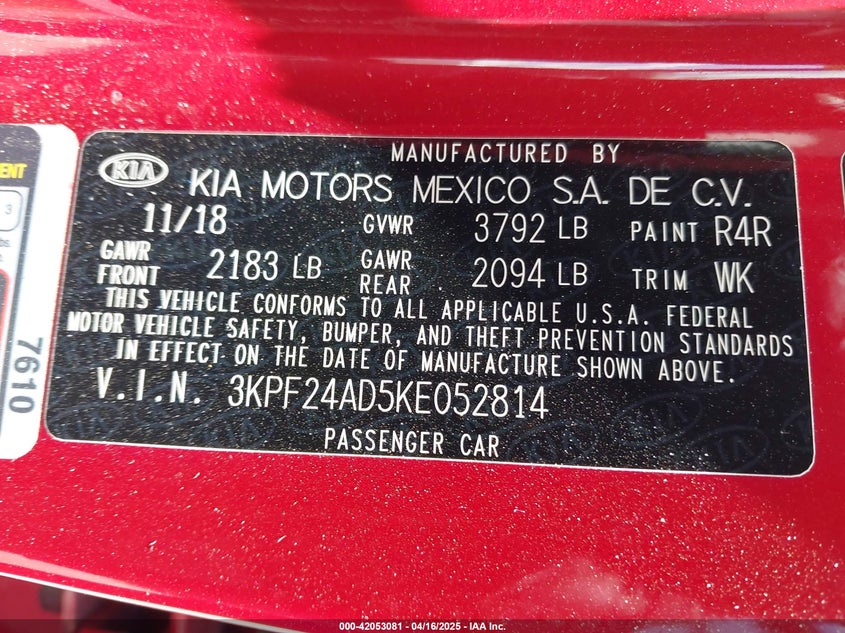 MANUFACTURED BY
KIA KIA MOTORS MEXICO S.A. DE C.V.
11/18 GVWR 3792 LB PAINT R4R
GAWR FRONT 2183 LB GAWR REAR 2094 LB TRIM WK
THIS VEHICLE CONFORMS TO ALL APPLICABLE U.S.A. FEDERAL
MOTOR VEHICLE SAFETY, BUMPER, AND THEFT PREVENTION STANDARDS
IN EFFECT ON THE DATE OF MANUFACTURE SHOWN ABOVE.
V.I.N. 3KPF24AD5KE052814
PASSENGER CAR
7610
3
000-42053081 - 04/16/2025 - IAA Inc.